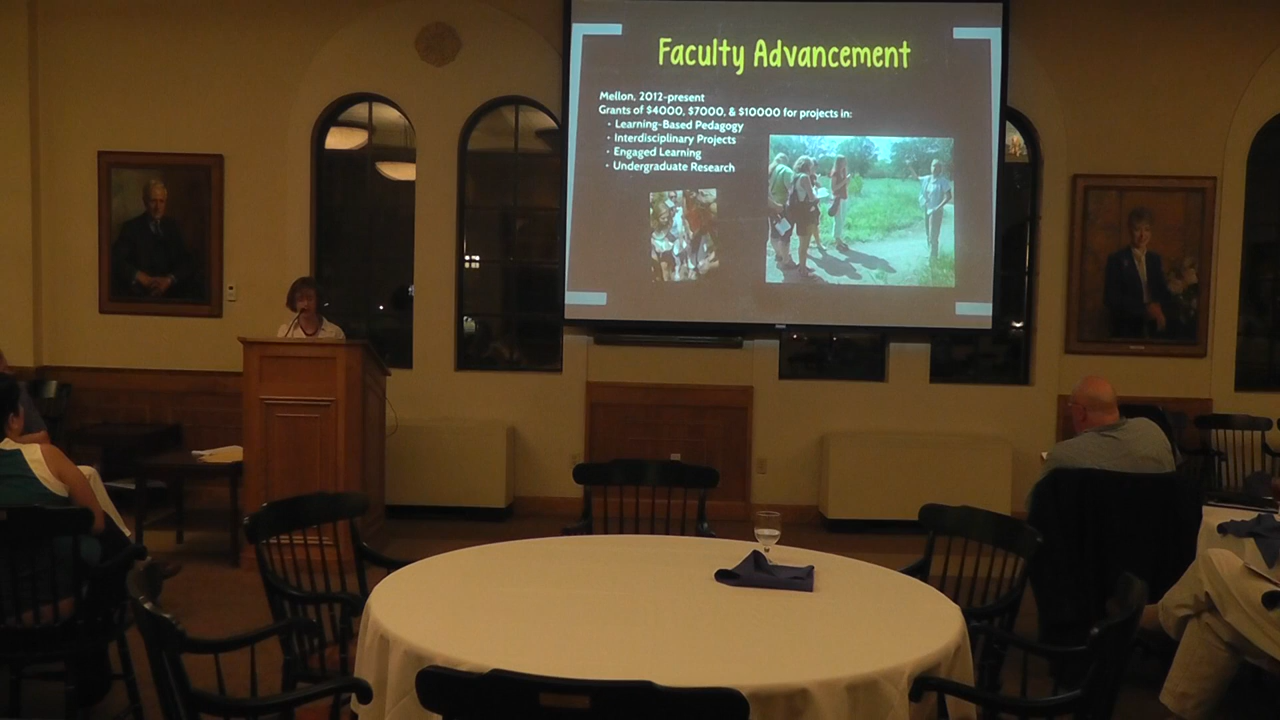 Faculty Advancement
Mellon, 2012-present
Grants of $4000, $7000, & $10000 for projects in:
• Learning-Based Pedagogy
• Interdisciplinary Projects
• Engaged Learning
• Undergraduate Research